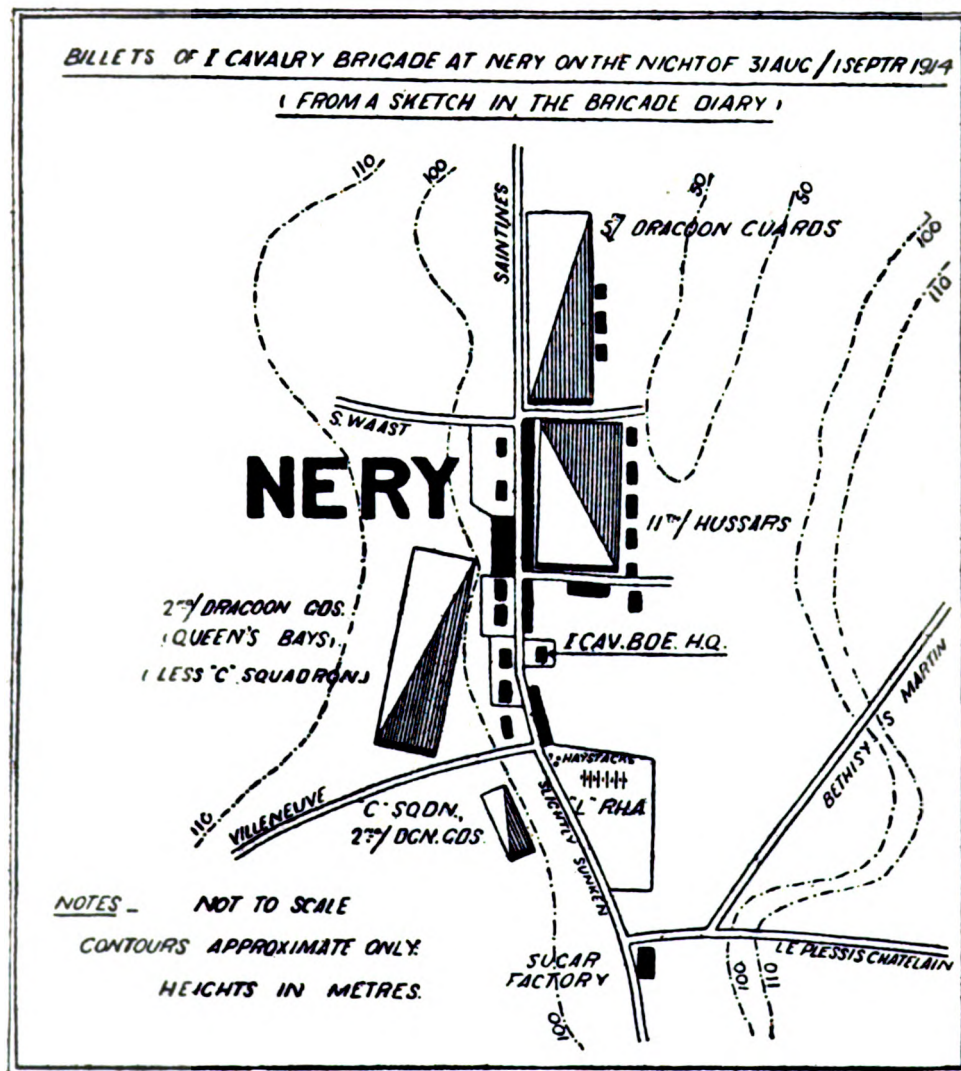 BILLETS OF I CAVALRY BRIGADE AT NERY ON THE NIGHT OF 31 AUG / 1 SEPTR 1914
( FROM A SKETCH IN THE BRIGADE DIARY )
110
100
SAINTINES
50
50
5TH/ DRAGOON GUARDS
100
110
S. WAAST
NERY
11TH/ HUSSARS
2ND/ DRAGOON GDS.
(QUEEN'S BAYS).
( LESS "C" SQUADRON.)
I CAV. BDE. H.Q.
BETHISY S MARTIN
HAYSTACKS
"L" R.H.A.
SLIGHTLY SUNKEN
110
VILLENEUVE
"C" SQDN.,
2ND/ DGN. GDS.
NOTES - NOT TO SCALE
CONTOURS APPROXIMATE ONLY.
HEIGHTS IN METRES.
SUGAR
FACTORY
LE PLESSIS CHATELAIN
100
100
110